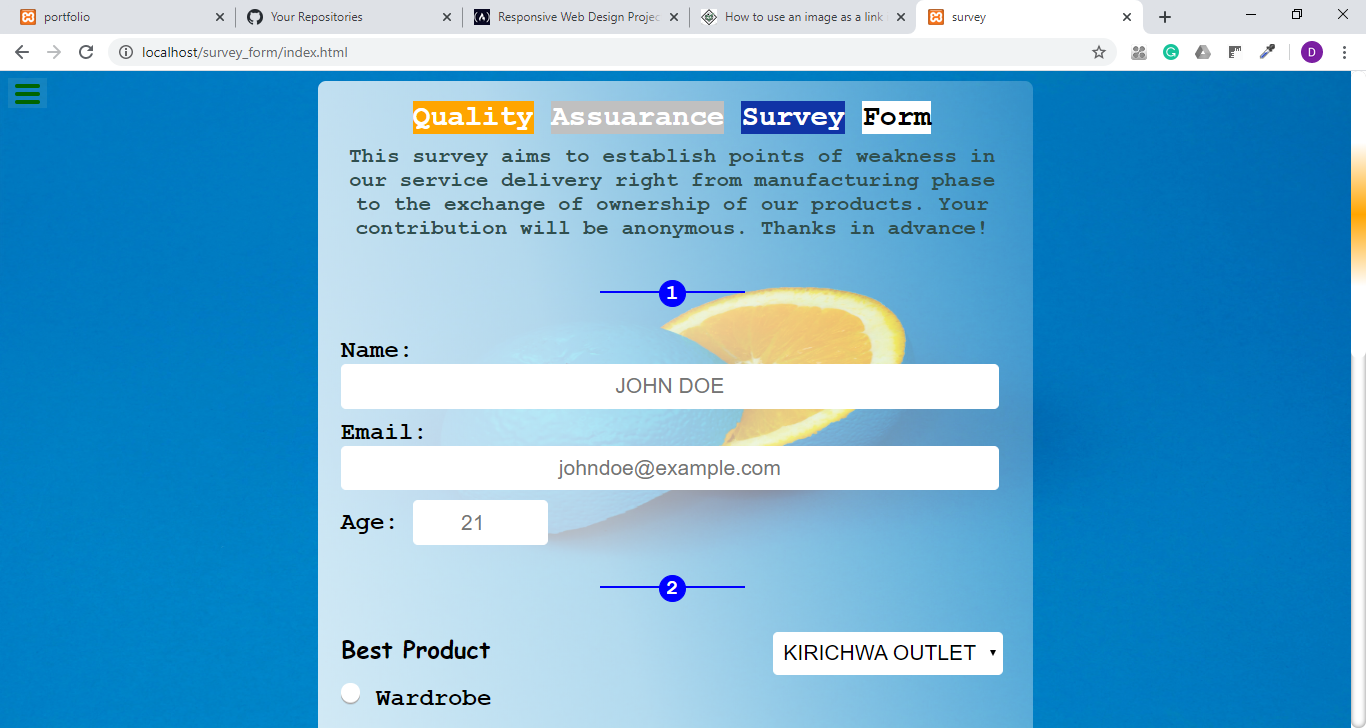 portfolio
Your Repositories
Responsive Web Design Projec
How to use an image as a link
survey
localhost/survey_form/index.html
D
Quality Assuarance Survey Form
This survey aims to establish points of weakness in
our service delivery right from manufacturing phase
to the exchange of ownership of our products. Your
contribution will be anonymous. Thanks in advance!
1
Name:
JOHN DOE
Email:
johndoe@example.com
Age: 21
2
Best Product
KIRICHWA OUTLET
Wardrobe